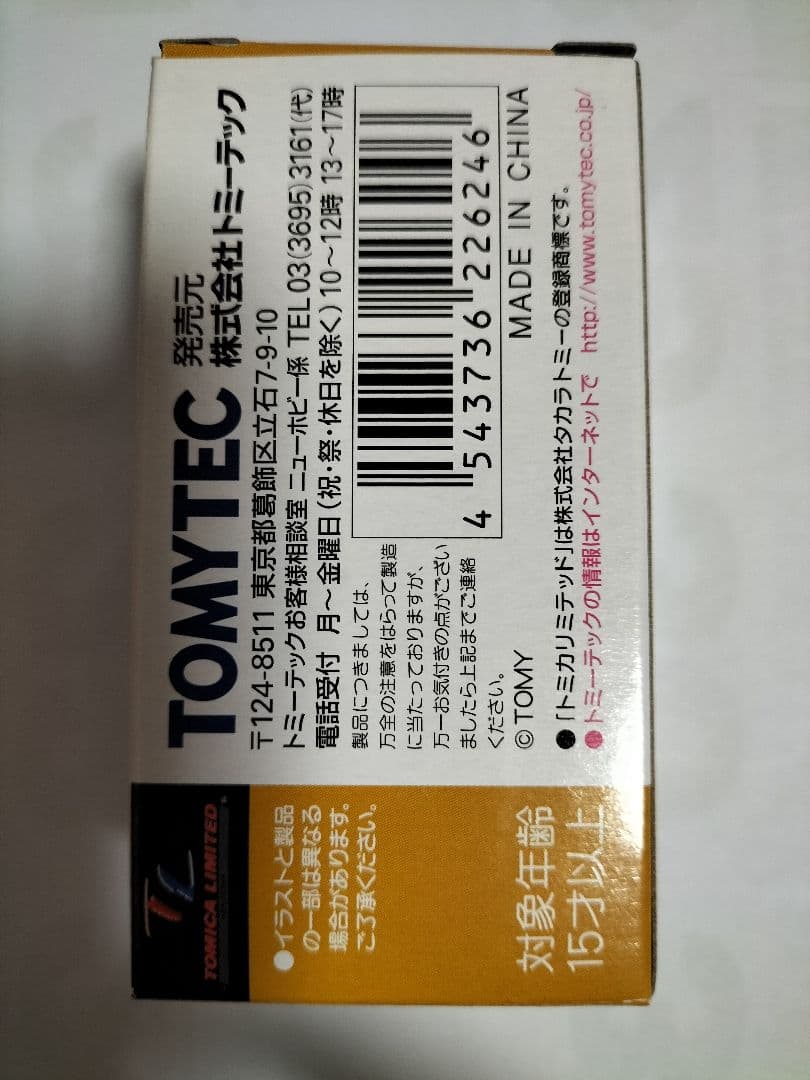 TOMYTEC
発売元
株式会社トミーテック
〒124-8511 東京都葛飾区立石7-9-10
トミーテックお客様相談室 ニューホビー係 TEL 03(3695)3161(代)
電話受付 月～金曜日(祝・祭・休日を除く)10～12時 13～17時
製品につきましては、
万全の注意をはらって製造
に当たっておりますが、
万一お気付きの点がござい
ましたら上記までご連絡
ください。
4 543736 226246
© TOMY
MADE IN CHINA
●「トミカリミテッド」は株式会社タカラトミーの登録商標です。
●トミーテックの情報はインターネットで http://www.tomytec.co.jp/
TL
TOMICA LIMITED
●イラストと製品
の一部は異なる
場合があります。
ご了承ください。
対象年齢
15才以上